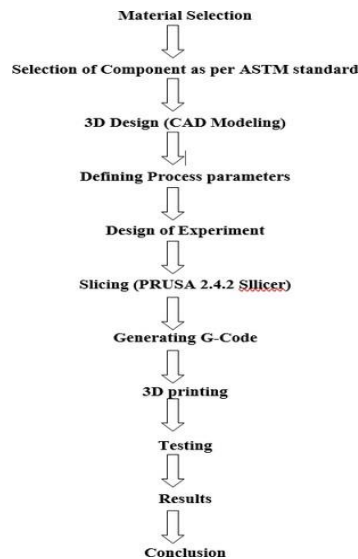 Material Selection
Selection of Component as per ASTM standard
3D Design (CAD Modeling)
Defining Process parameters
Design of Experiment
Slicing (PRUSA 2.4.2 Sllicer)
Generating G-Code
3D printing
Testing
Results
Conclusion